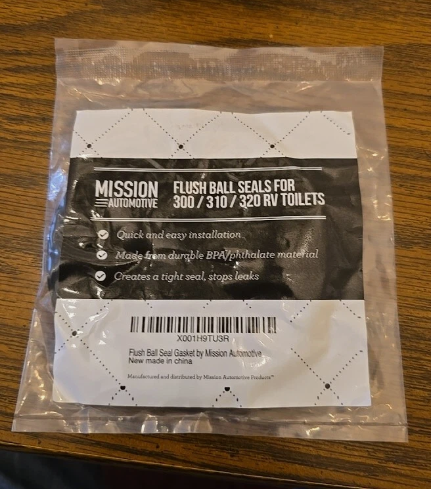 MISSION
AUTOMOTIVE
FLUSH BALL SEALS FOR
300 / 310 / 320 RV TOILETS
Quick and easy installation
Made from durable BPA/phthalate material
Creates a tight seal, stops leaks
X001H9TU3R
Flush Ball Seal Gasket by Mission Automotive
New made in china
Manufactured and distributed by Mission Automotive Products™